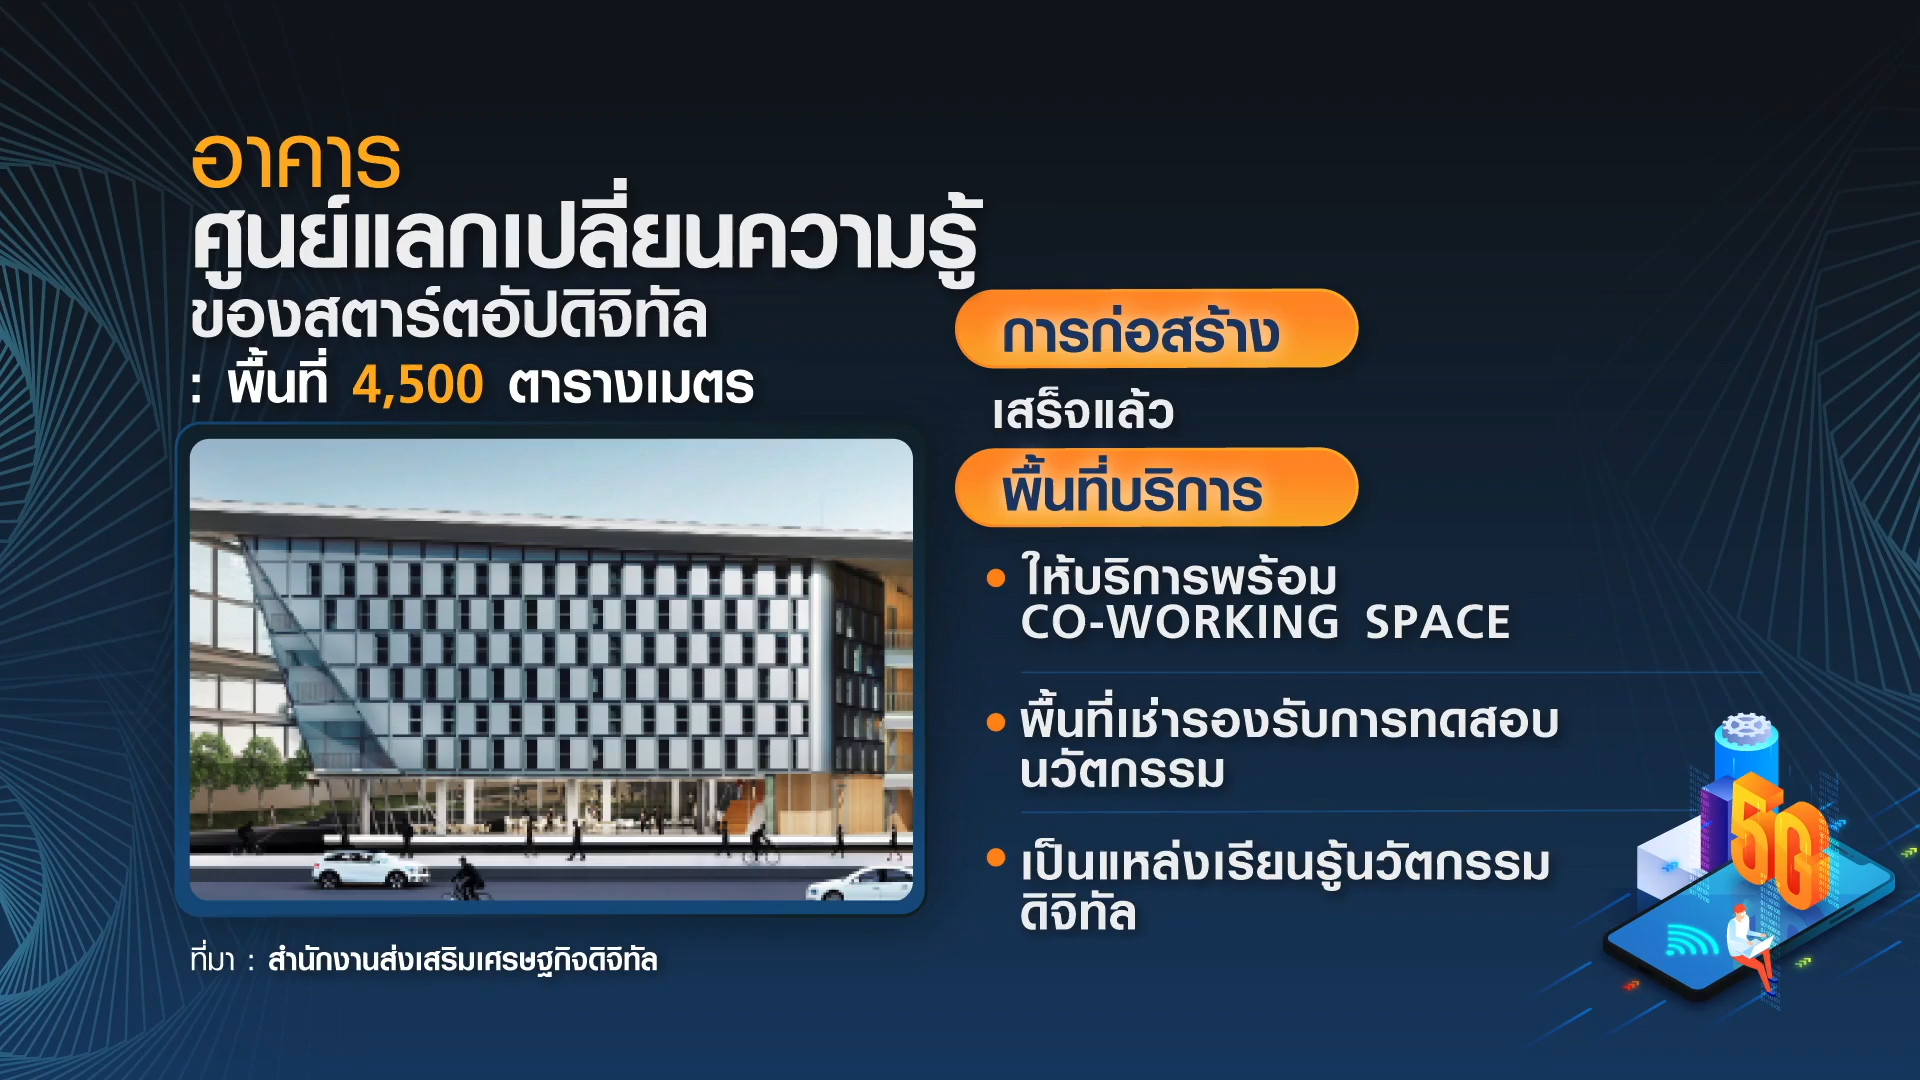 อาคาร
ศูนย์แลกเปลี่ยนความรู้
ของสตาร์ตอัปดิจิทัล
: พื้นที่ 4,500 ตารางเมตร
ที่มา : สำนักงานส่งเสริมเศรษฐกิจดิจิทัล
การก่อสร้าง
เสร็จแล้ว
พื้นที่บริการ
• ให้บริการพร้อม
CO-WORKING SPACE
• พื้นที่เช่ารองรับการทดสอบ
นวัตกรรม
• เป็นแหล่งเรียนรู้นวัตกรรม
ดิจิทัล
5G